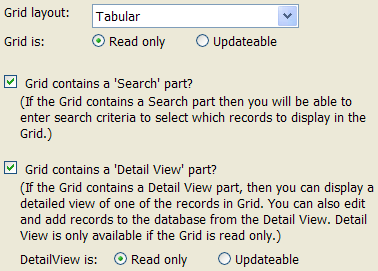 Grid layout: Tabular
Grid is: Read only Updateable
Grid contains a 'Search' part?
(If the Grid contains a Search part then you will be able to
enter search criteria to select which records to display in the
Grid.)
Grid contains a 'Detail View' part?
(If the Grid contains a Detail View part, then you can display a
detailed view of one of the records in Grid. You can also edit
and add records to the database from the Detail View. Detail
View is only available if the Grid is read only.)
DetailView is: Read only Updateable